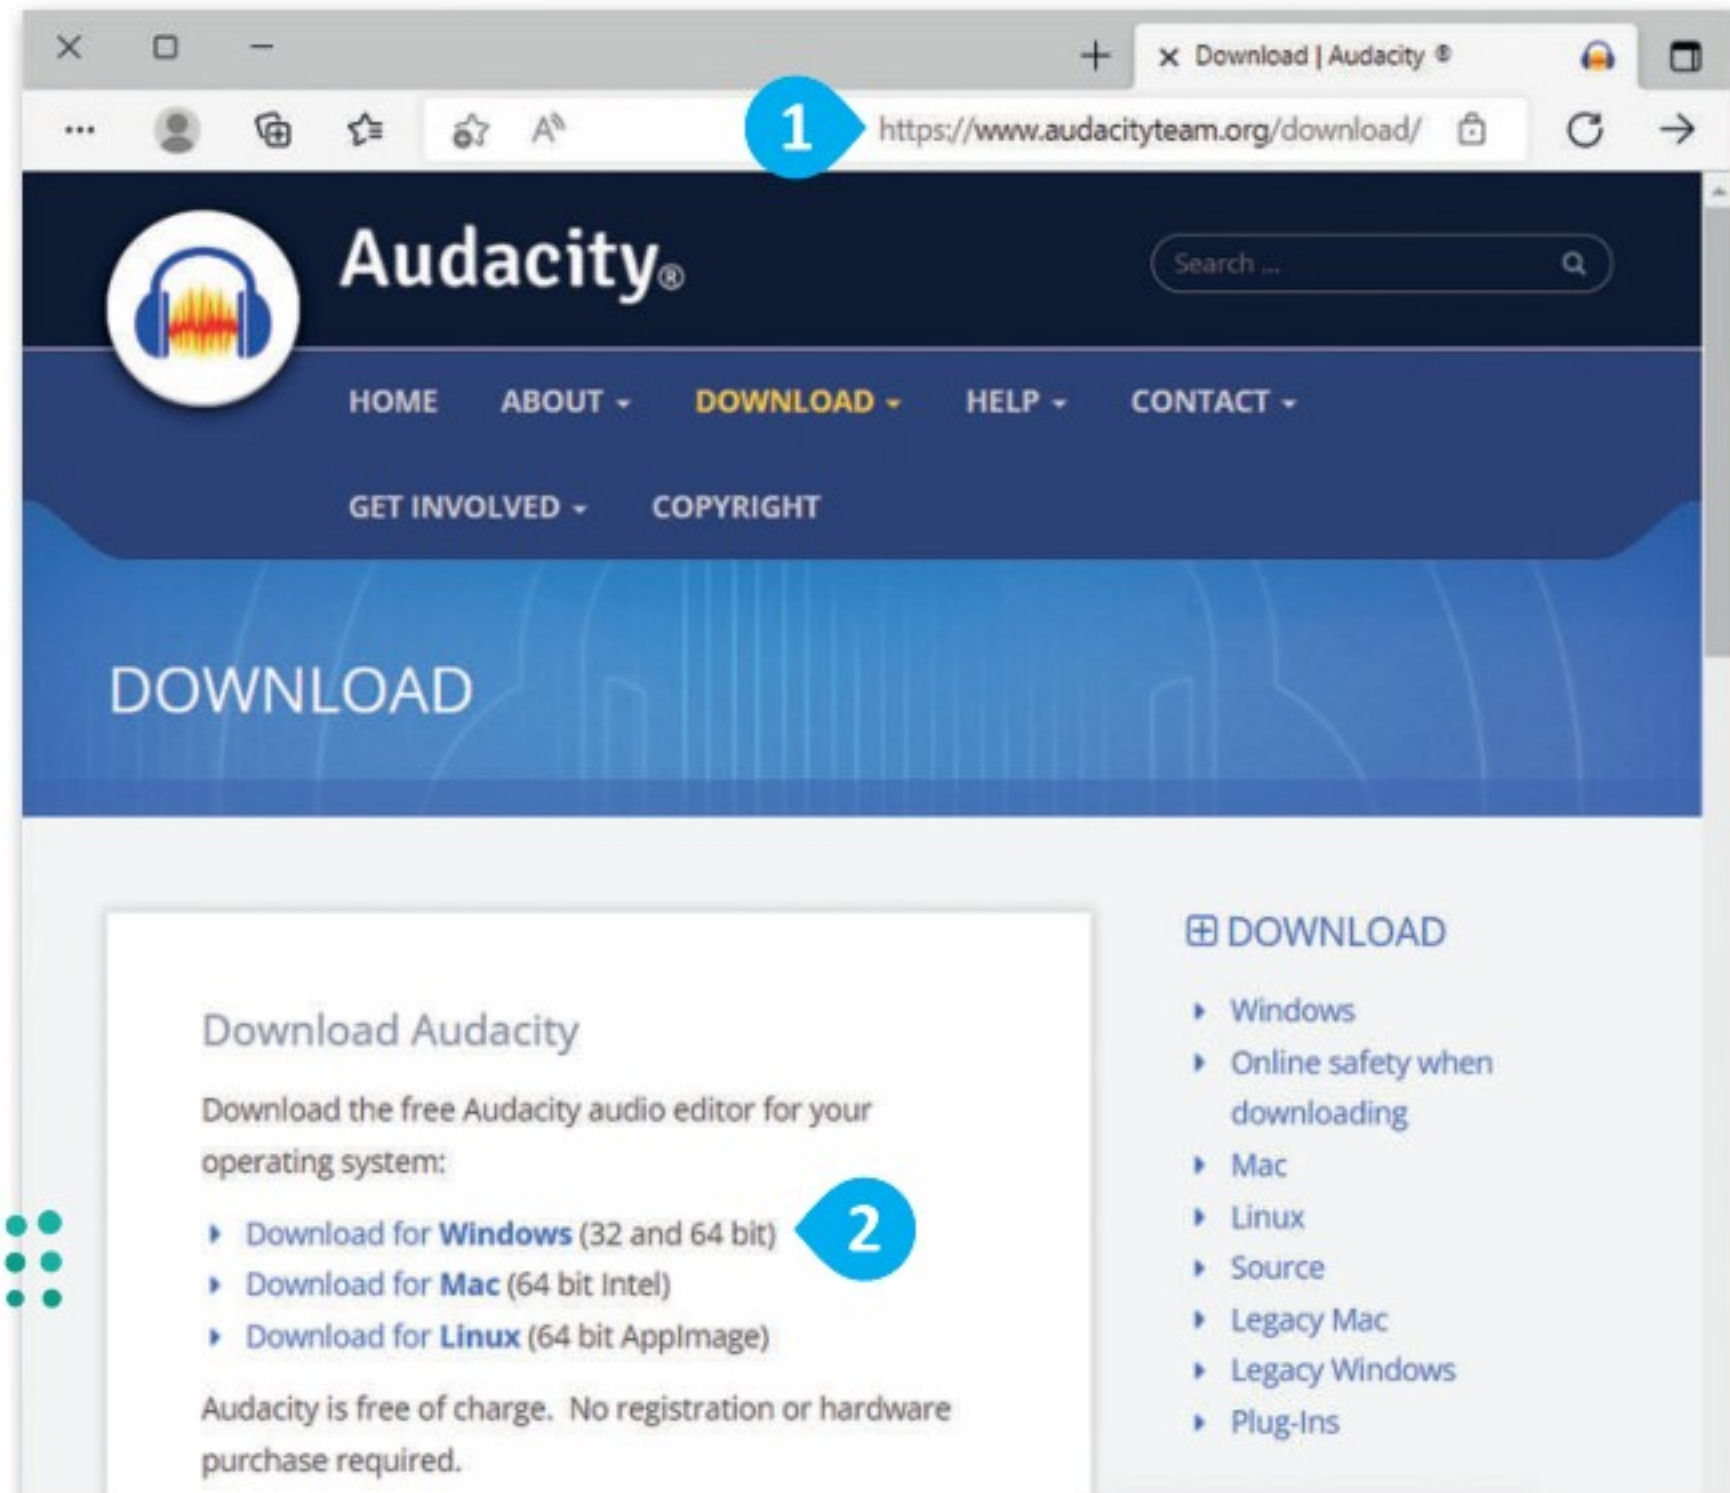 Download | Audacity ®
1
https://www.audacityteam.org/download/
Audacity®
Search ...
HOME ABOUT DOWNLOAD HELP CONTACT
GET INVOLVED COPYRIGHT
DOWNLOAD
Download Audacity
Download the free Audacity audio editor for your
operating system:
Download for Windows (32 and 64 bit)
2
Download for Mac (64 bit Intel)
Download for Linux (64 bit AppImage)
Audacity is free of charge. No registration or hardware
purchase required.
DOWNLOAD
Windows
Online safety when
downloading
Mac
Linux
Source
Legacy Mac
Legacy Windows
Plug-Ins